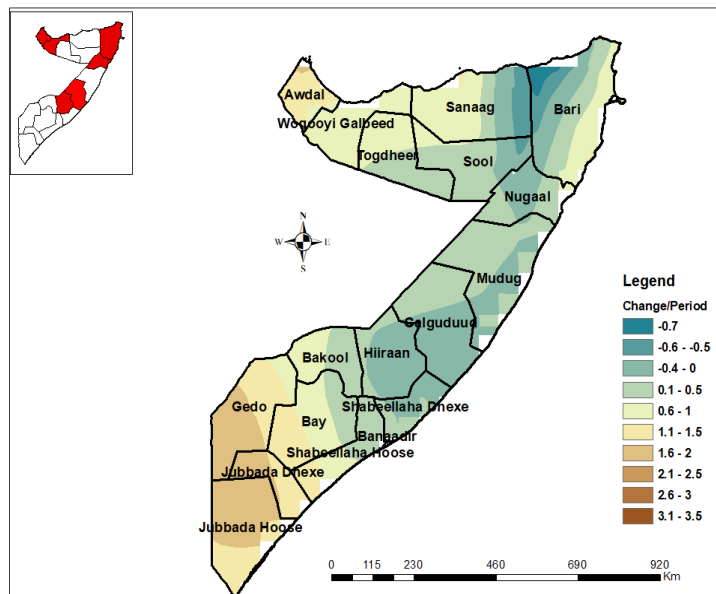 Awdal
Woqooyi Galbeed
Togdheer
Sanaag
Sool
Bari
Nugaal
N
W E
S
Mudug
Galguduud
Hiiraan
Bakool
Gedo
Bay
Shabeellaha Dhexe
Banaadir
Shabeellaha Hoose
Jubbada Dhexe
Jubbada Hoose
Legend
Change/Period
-0.7
-0.6 - -0.5
-0.4 - 0
0.1 - 0.5
0.6 - 1
1.1 - 1.5
1.6 - 2
2.1 - 2.5
2.6 - 3
3.1 - 3.5
0 115 230 460 690 920
Km